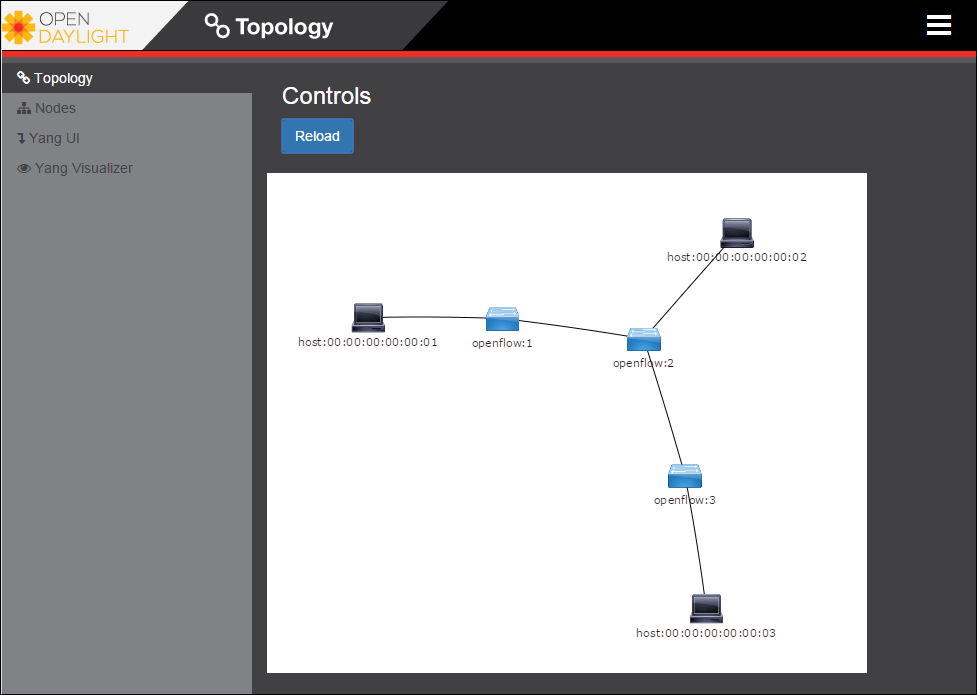 OPEN
DAYLIGHT
Topology
Topology
Nodes
Yang UI
Yang Visualizer
Controls
Reload
host:00:00:00:00:00:02
host:00:00:00:00:00:01
openflow:1
openflow:2
openflow:3
host:00:00:00:00:00:03